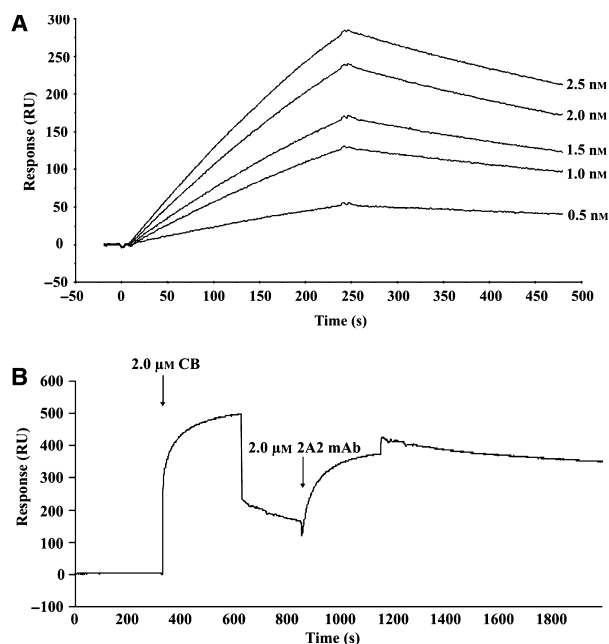 A
300
250
200
150
100
50
0
−50
Response (RU)
2.5 nM
2.0 nM
1.5 nM
1.0 nM
0.5 nM
−50 0 50 100 150 200 250 300 350 400 450 500
Time (s)
B
2.0 µM CB
600
500
400
300
200
100
0
−100
Response (RU)
2.0 µM 2A2 mAb
0 200 400 600 800 1000 1200 1400 1600 1800
Time (s)